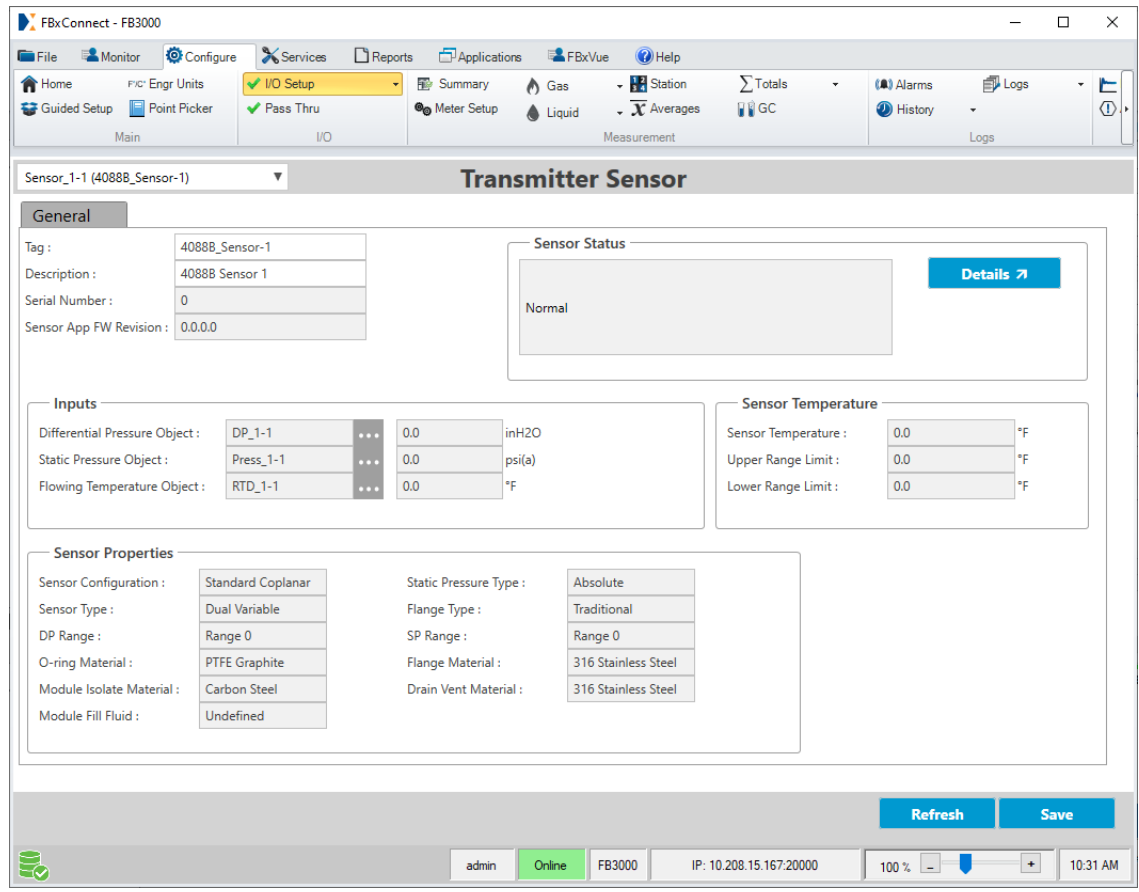 FBxConnect - FB3000
File Monitor Configure Services Reports Applications FBxVue Help
Home F'/C' Engr Units I/O Setup Summary Gas Station Totals Alarms Logs
Guided Setup Point Picker Pass Thru Meter Setup Liquid Averages GC History
Main I/O Measurement Logs
Sensor_1-1 (4088B_Sensor-1) Transmitter Sensor
General
Tag : 4088B_Sensor-1
Description : 4088B Sensor 1
Serial Number : 0
Sensor App FW Revision : 0.0.0.0
Sensor Status
Normal
Details
Inputs
Differential Pressure Object : DP_1-1 ... 0.0 inH2O
Static Pressure Object : Press_1-1 ... 0.0 psi(a)
Flowing Temperature Object : RTD_1-1 ... 0.0 °F
Sensor Temperature
Sensor Temperature : 0.0 °F
Upper Range Limit : 0.0 °F
Lower Range Limit : 0.0 °F
Sensor Properties
Sensor Configuration : Standard Coplanar Static Pressure Type : Absolute
Sensor Type : Dual Variable Flange Type : Traditional
DP Range : Range 0 SP Range : Range 0
O-ring Material : PTFE Graphite Flange Material : 316 Stainless Steel
Module Isolate Material : Carbon Steel Drain Vent Material : 316 Stainless Steel
Module Fill Fluid : Undefined
Refresh Save
admin Online FB3000 IP: 10.208.15.167:20000 100 % - + 10:31 AM